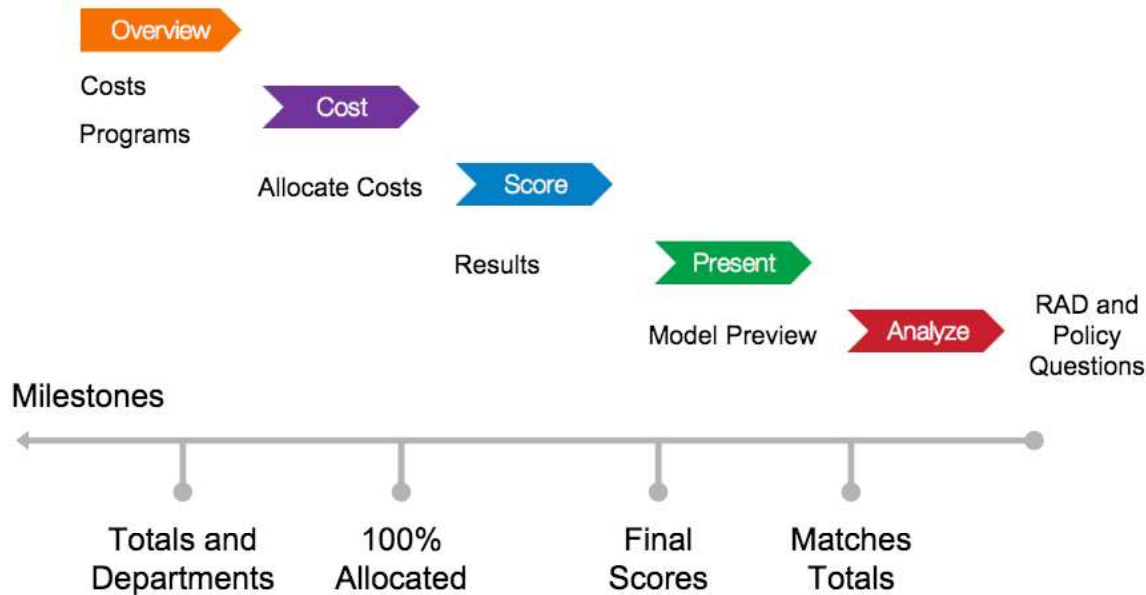 Overview
Costs
Programs
Cost
Allocate Costs
Score
Results
Present
Model Preview
Analyze
RAD and
Policy
Questions
Milestones
Totals and
Departments
100%
Allocated
Final
Scores
Matches
Totals